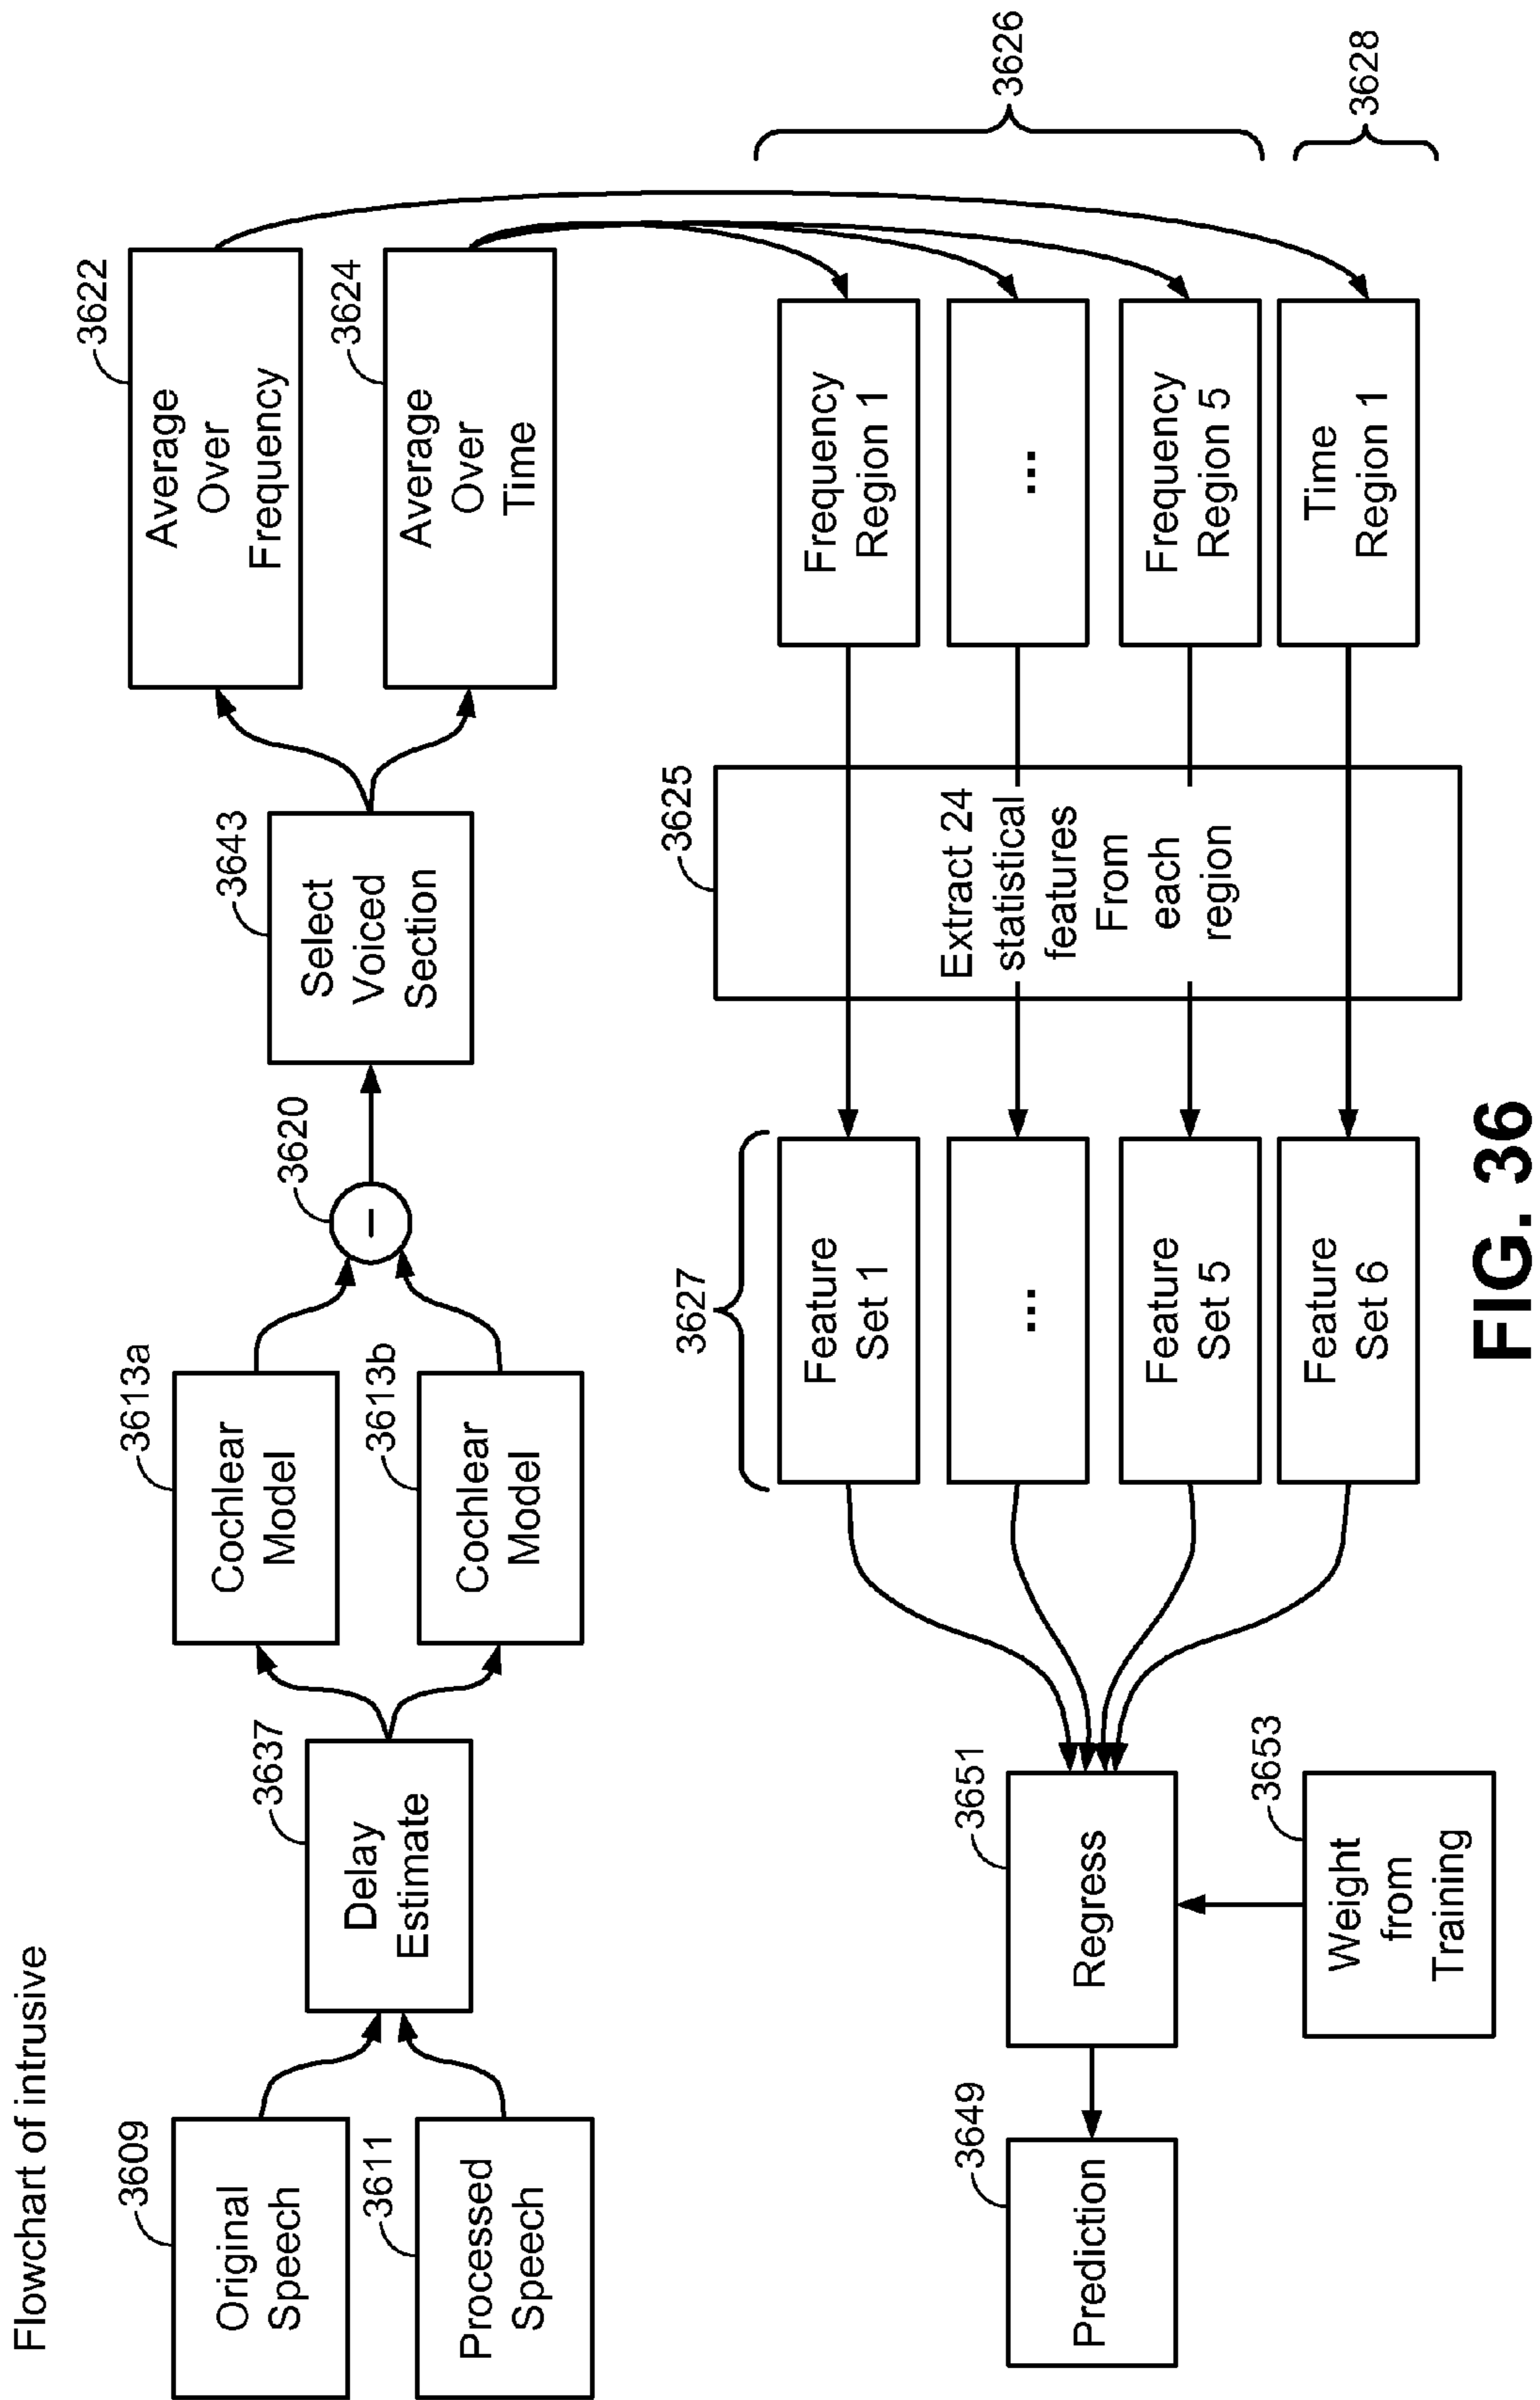 Flowchart of intrusive
3609
Original
Speech
3611
Processed
Speech
3637
Delay
Estimate
3613a
Cochlear
Model
3613b
Cochlear
Model
3620
–
3643
Select
Voiced
Section
3622
Average
Over
Frequency
3624
Average
Over
Time
3649
Prediction
3651
Regress
3653
Weight
from
Training
3627
Feature
Set 1
...
Feature
Set 5
Feature
Set 6
3625
Extract 24
statistical
features
From
each
region
Frequency
Region 1
...
Frequency
Region 5
Time
Region 1
3626
3628
FIG. 36